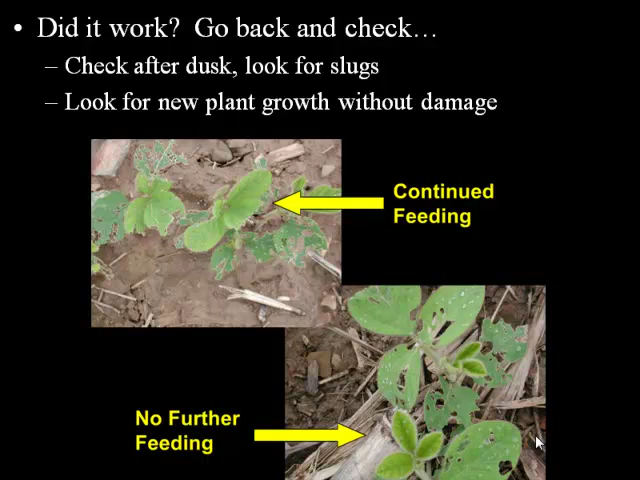 • Did it work?  Go back and check…
– Check after dusk, look for slugs
– Look for new plant growth without damage
Continued
Feeding
No Further
Feeding